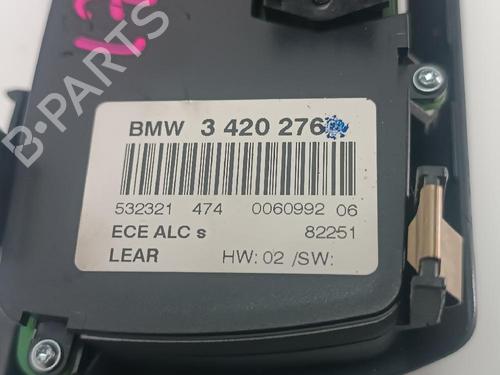 BMW 3 420 276
532321 474 0060992 06
ECE ALC s 82251
LEAR HW: 02 /SW:
B-PARTS